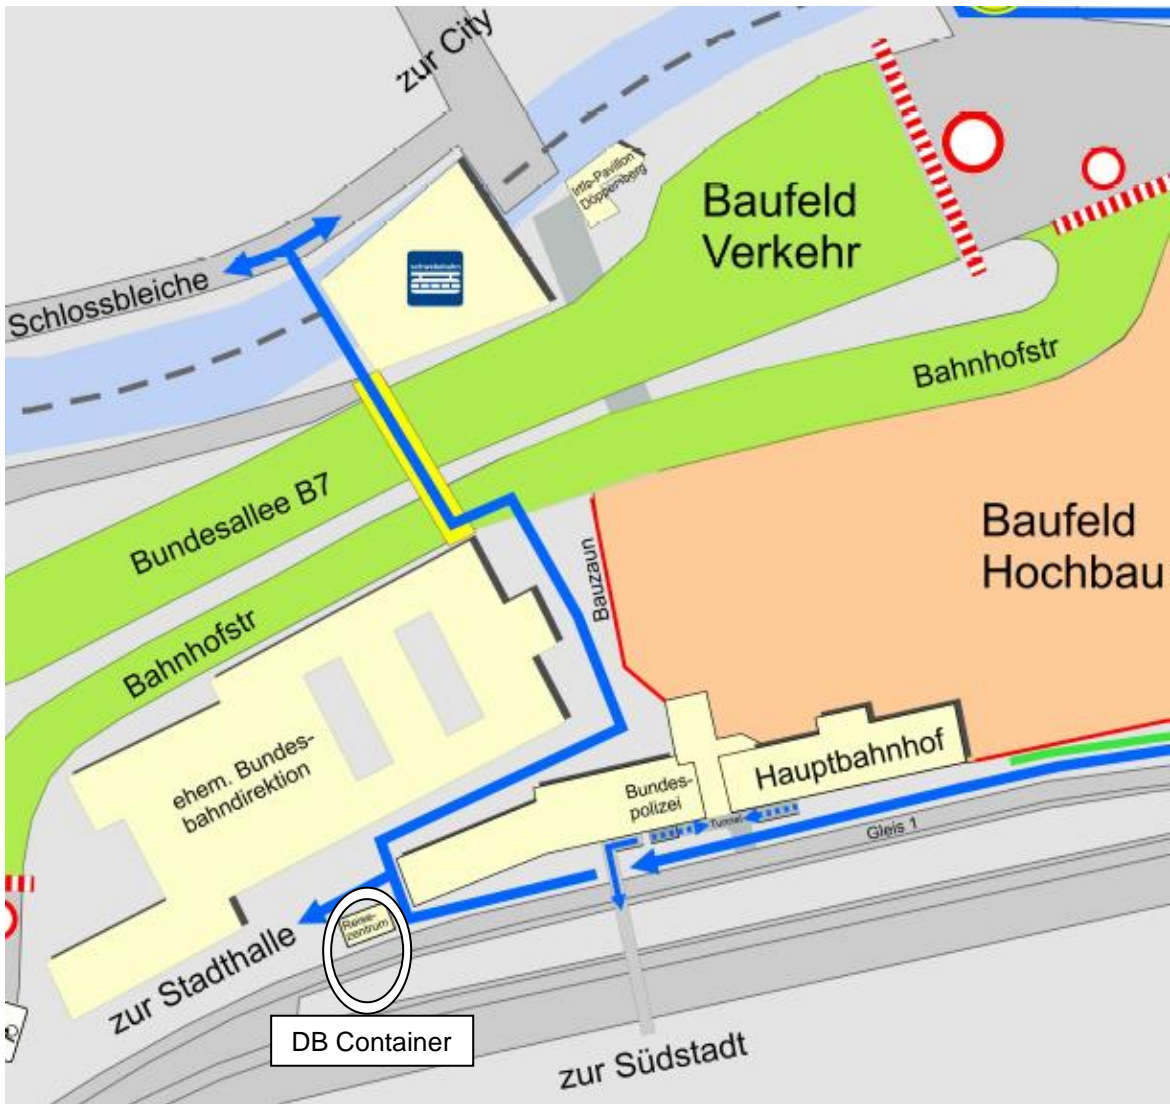 zur City
Info-Pavillon
Döppersberg
Baufeld
Verkehr
schwebebahn
Schlossbleiche
Bahnhofstr
Bundesallee B7
Baufeld
Hochbau
Bauzaun
Bahnhofstr
ehem. Bundes-
bahndirektion
Hauptbahnhof
Bundes-
polizei
Tunnel
Gleis 1
Reise-
zentrum
zur Stadthalle
DB Container
zur Südstadt